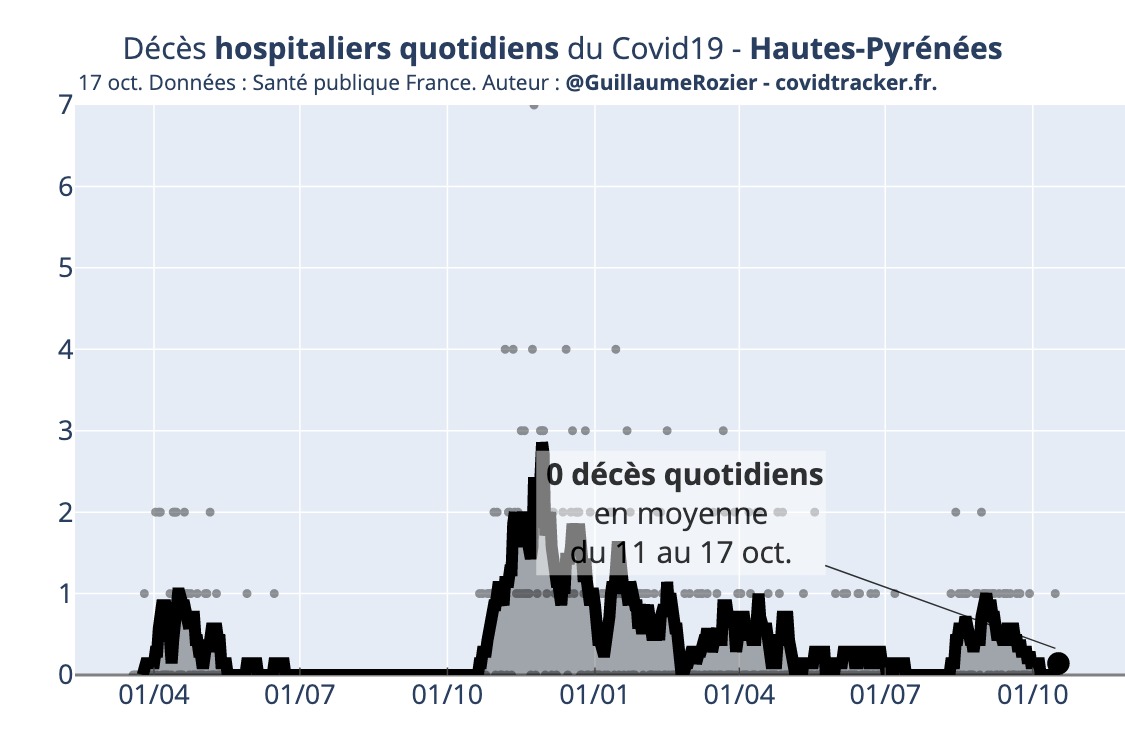 Décès hospitaliers quotidiens du Covid19 - Hautes-Pyrénées
17 oct. Données : Santé publique France. Auteur : @GuillaumeRozier - covidtracker.fr.
7
6
5
4
3
2
1
0
0 décès quotidiens
en moyenne
du 11 au 17 oct.
01/04 01/07 01/10 01/01 01/04 01/07 01/10